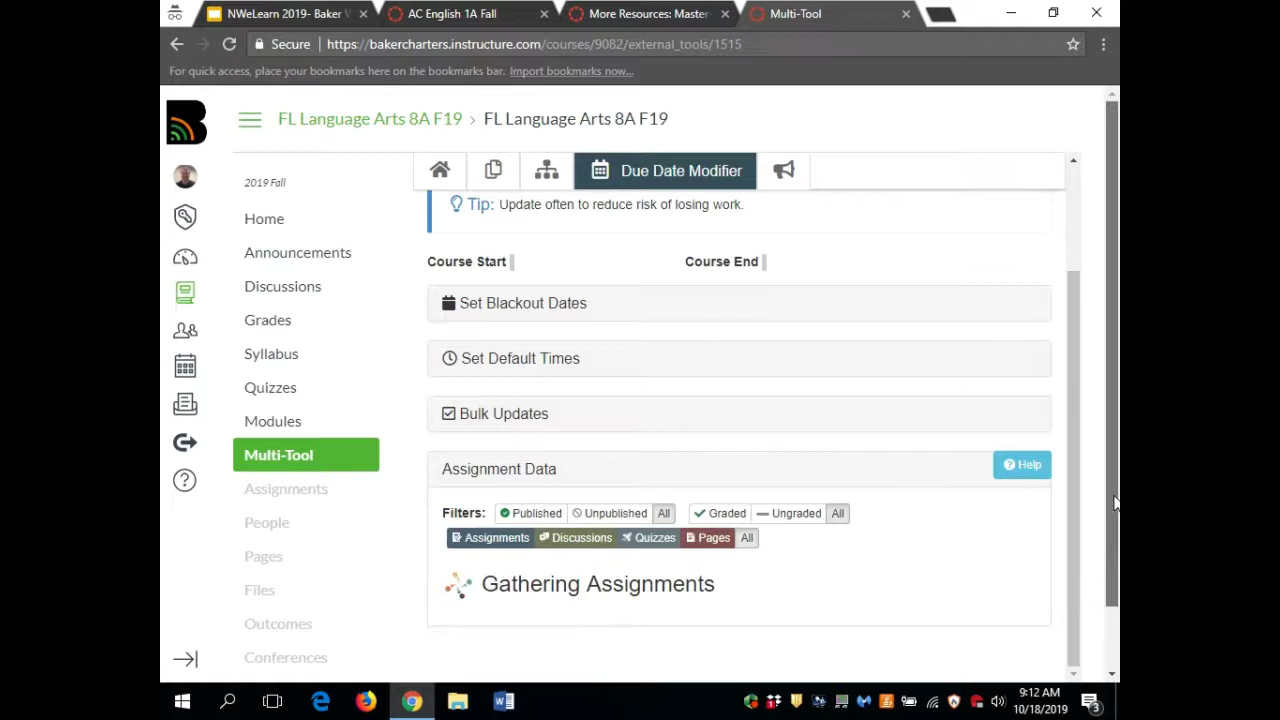 NWeLearn 2019- Baker
AC English 1A Fall
More Resources: Master-
Multi-Tool
Secure
https://bakercharters.instructure.com/courses/9082/external_tools/1515
For quick access, place your bookmarks here on the bookmarks bar. Import bookmarks now...
FL Language Arts 8A F19 › FL Language Arts 8A F19
2019 Fall
Home
Announcements
Discussions
Grades
Syllabus
Quizzes
Modules
Multi-Tool
Assignments
People
Pages
Files
Outcomes
Conferences
Due Date Modifier
Tip: Update often to reduce risk of losing work.
Course Start
Course End
Set Blackout Dates
Set Default Times
Bulk Updates
Assignment Data
Help
Filters: Published Unpublished All Graded Ungraded All
Assignments Discussions Quizzes Pages All
Gathering Assignments
9:12 AM
10/18/2019
3